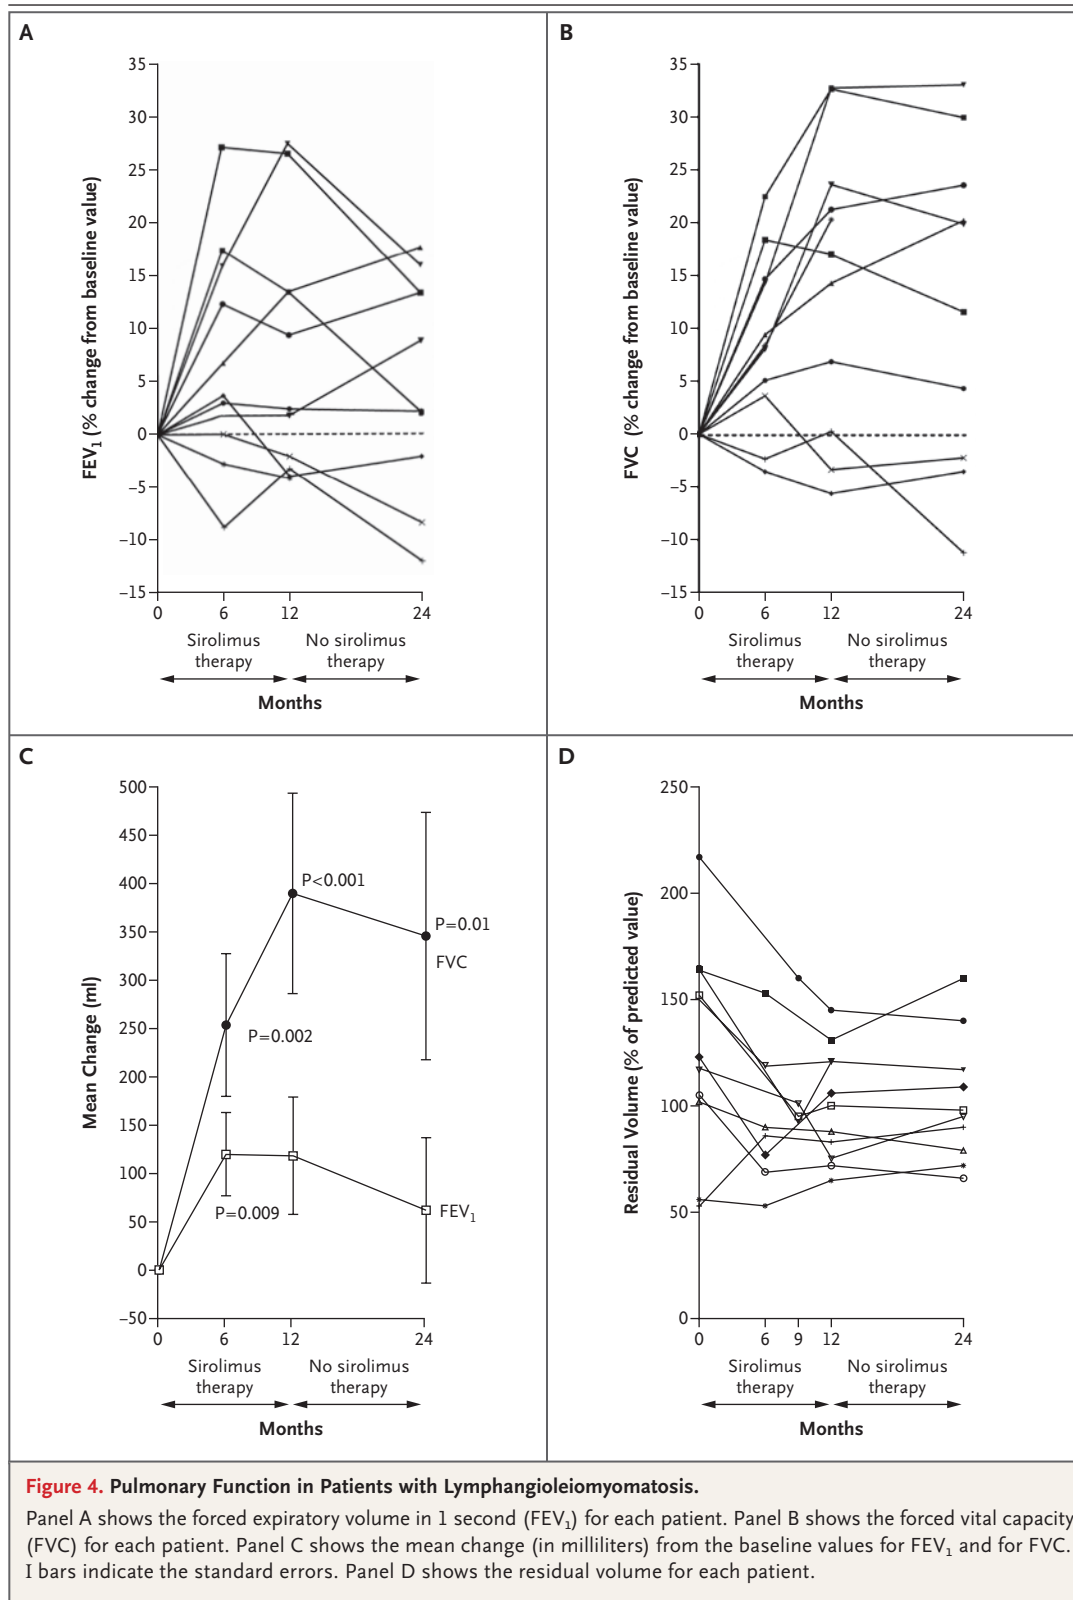 A
35
30
25
20
15
10
5
0
−5
−10
−15
FEV1 (% change from baseline value)
0 6 12 24
Sirolimus therapy
No sirolimus therapy
Months
B
35
30
25
20
15
10
5
0
−5
−10
−15
FVC (% change from baseline value)
0 6 12 24
Sirolimus therapy
No sirolimus therapy
Months
C
500
450
400
350
300
250
200
150
100
50
0
−50
Mean Change (ml)
P<0.001
P=0.01
FVC
P=0.002
P=0.009
FEV1
0 6 12 24
Sirolimus therapy
No sirolimus therapy
Months
D
250
200
150
100
50
0
Residual Volume (% of predicted value)
0 6 9 12 24
Sirolimus therapy
No sirolimus therapy
Months
Figure 4. Pulmonary Function in Patients with Lymphangioleiomyomatosis.
Panel A shows the forced expiratory volume in 1 second (FEV1) for each patient. Panel B shows the forced vital capacity
(FVC) for each patient. Panel C shows the mean change (in milliliters) from the baseline values for FEV1 and for FVC.
I bars indicate the standard errors. Panel D shows the residual volume for each patient.